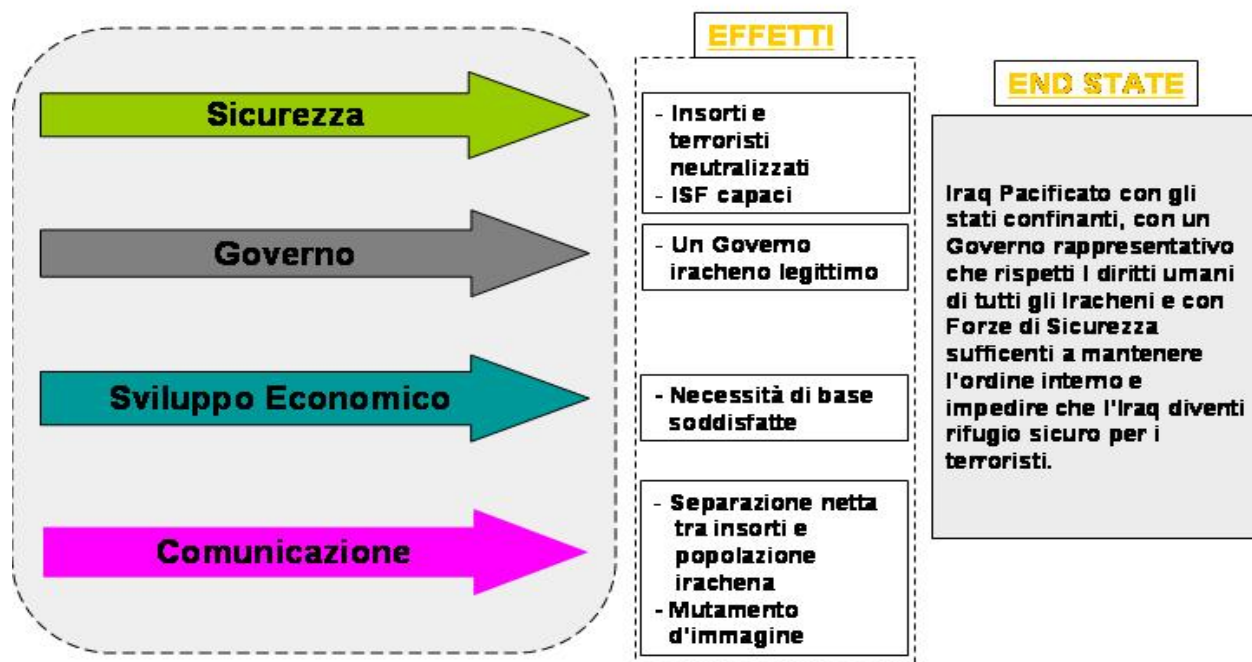 EFFETTI
END STATE
Sicurezza
- Insorti e
terroristi
neutralizzati
- ISF capaci
Governo
- Un Governo
iracheno legittimo
Sviluppo Economico
- Necessità di base
soddisfatte
Comunicazione
- Separazione netta
tra insorti e
popolazione
irachena
- Mutamento
d'immagine
Iraq Pacificato con gli
stati confinanti, con un
Governo rappresentativo
che rispetti I diritti umani
di tutti gli Iracheni e con
Forze di Sicurezza
sufficenti a mantenere
l'ordine interno e
impedire che l'Iraq diventi
rifugio sicuro per i
terroristi.